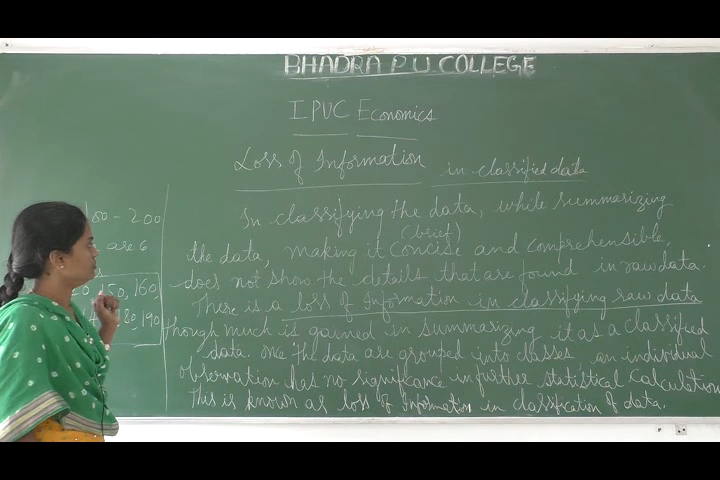 BHADRA P U COLLEGE
I PUC Economics
Loss of Information in classified data
In classifying the data, while summarizing
(brief)
the data, making it concise and comprehensible,
does not show the details that are found in raw data.
There is a loss of Information in classifying raw data
though much is gained in summarizing it as a classified
data. Once the data are grouped into classes an individual
observation has no significance in further statistical calculation
This is known as loss of Information in classification of data.
100 - 200
are 6
150, 160
190